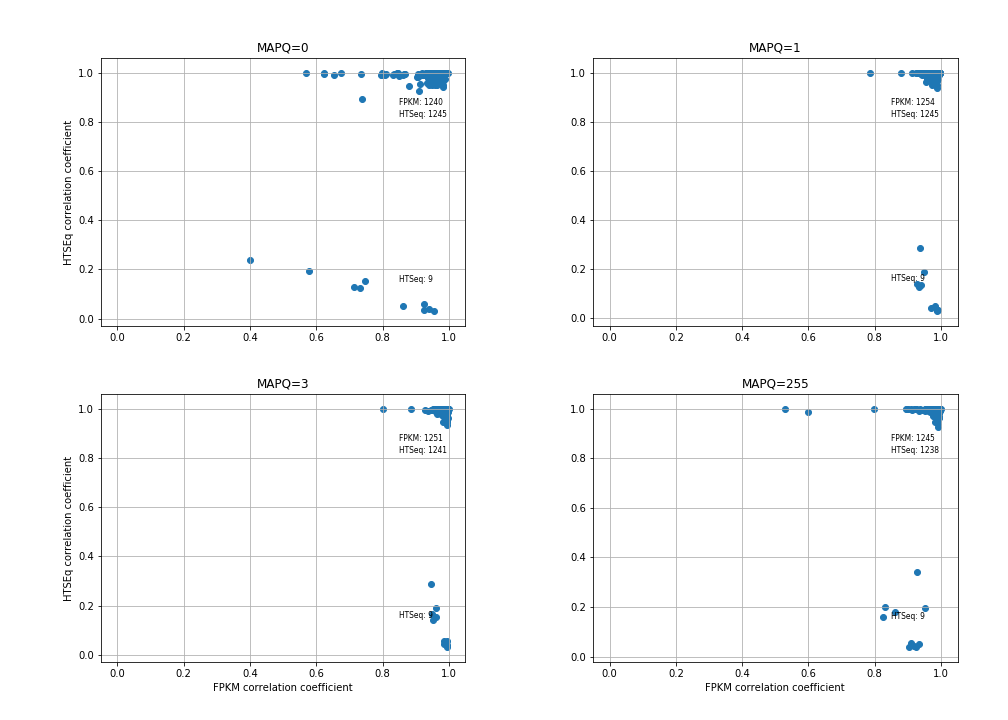 MAPQ=0
1.0
0.8
0.6
0.4
0.2
0.0
HTSEq correlation coefficient
FPKM: 1240
HTSeq: 1245
HTSeq: 9
0.0 0.2 0.4 0.6 0.8 1.0
MAPQ=1
1.0
0.8
0.6
0.4
0.2
0.0
FPKM: 1254
HTSeq: 1245
HTSeq: 9
0.0 0.2 0.4 0.6 0.8 1.0
MAPQ=3
1.0
0.8
0.6
0.4
0.2
0.0
HTSEq correlation coefficient
FPKM: 1251
HTSeq: 1241
HTSeq: 9
0.0 0.2 0.4 0.6 0.8 1.0
FPKM correlation coefficient
MAPQ=255
1.0
0.8
0.6
0.4
0.2
0.0
FPKM: 1245
HTSeq: 1238
HTSeq: 9
0.0 0.2 0.4 0.6 0.8 1.0
FPKM correlation coefficient